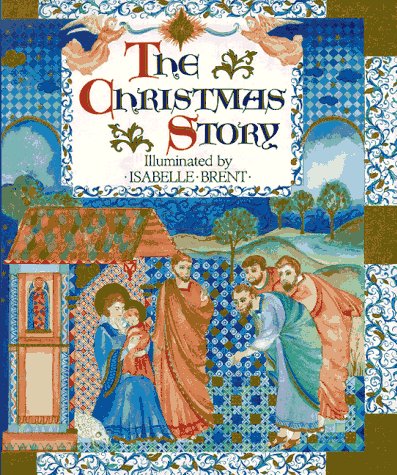 THE
CHRISTMAS
STORY
Illuminated by
·ISABELLE·BRENT·